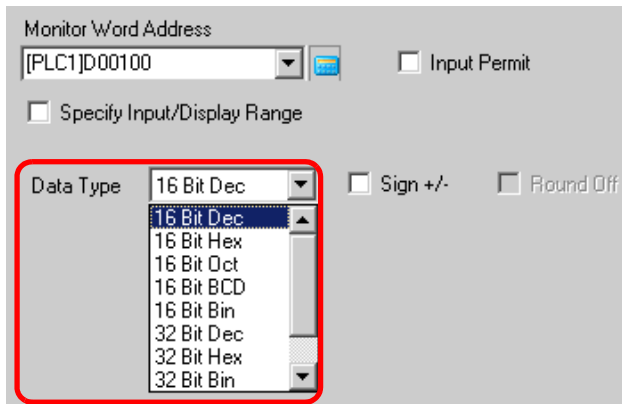 Monitor Word Address
[PLC1]D00100
Input Permit
Specify Input/Display Range
Data Type 16 Bit Dec Sign +/- Round Off
16 Bit Dec
16 Bit Hex
16 Bit Oct
16 Bit BCD
16 Bit Bin
32 Bit Dec
32 Bit Hex
32 Bit Bin